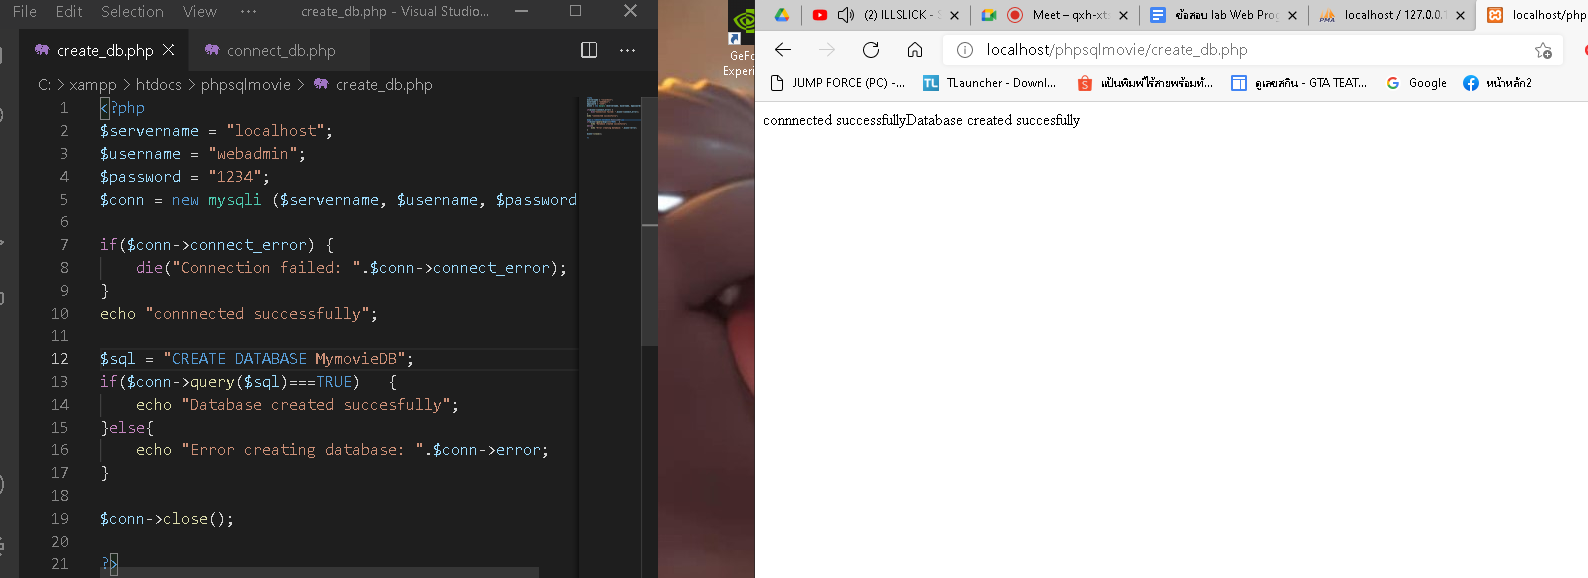 File Edit Selection View ··· create_db.php - Visual Studio...
create_db.php connect_db.php ···
C: > xampp > htdocs > phpsqlmovie > create_db.php
1 <?php
2 $servername = "localhost";
3 $username = "webadmin";
4 $password = "1234";
5 $conn = new mysqli ($servername, $username, $password
6
7 if($conn->connect_error) {
8 die("Connection failed: ".$conn->connect_error);
9 }
10 echo "connnected successfully";
11
12 $sql = "CREATE DATABASE MymovieDB";
13 if($conn->query($sql)===TRUE) {
14 echo "Database created succesfully";
15 }else{
16 echo "Error creating database: ".$conn->error;
17 }
18
19 $conn->close();
20
21 ?>
GeFo
Experi
(2) ILLSLICK - S Meet – qxh-xt ข้อสอบ lab Web Prog localhost / 127.0.0.1 localhost/php
localhost/phpsqlmovie/create_db.php
JUMP FORCE (PC) -... TLauncher - Downl... แป้นพิมพ์ไร้สายพร้อมทั... ดูเลขสกิน - GTA TEAT... Google หน้าหลัก2
connnected successfullyDatabase created succesfully